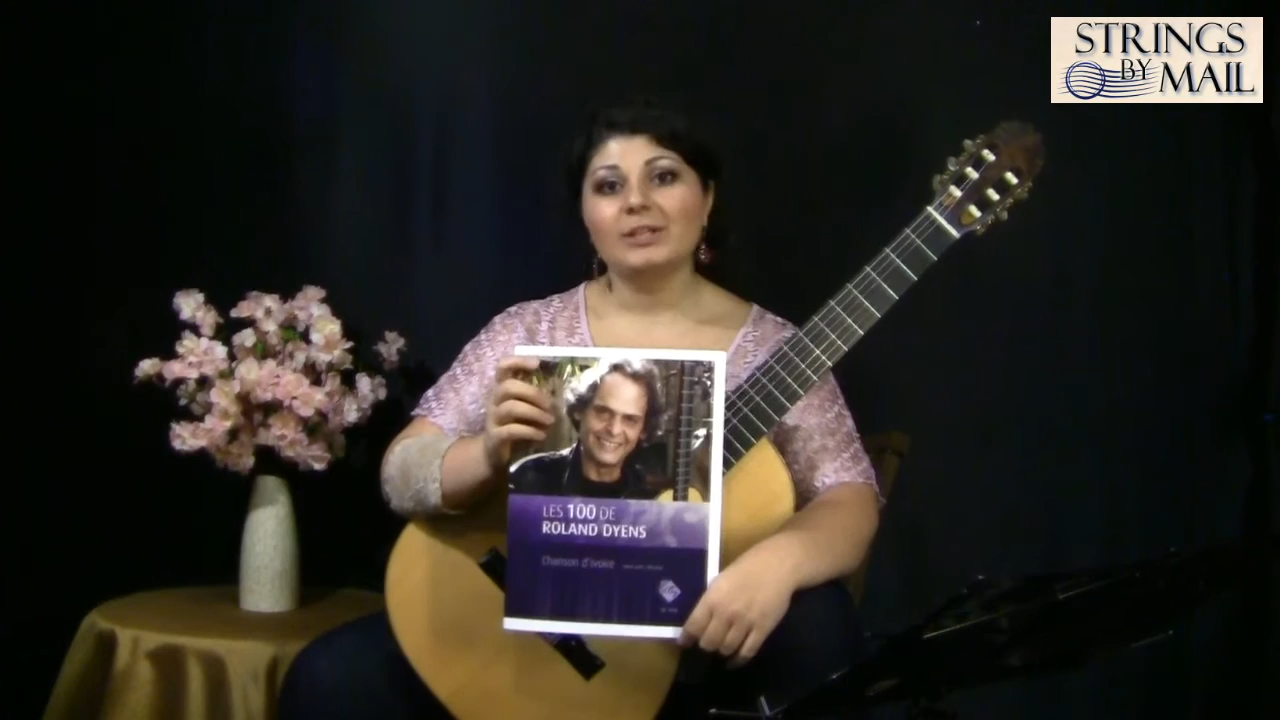 STRINGS
BY MAIL
LES 100 DE
ROLAND DYENS
Chanson d'ivoire